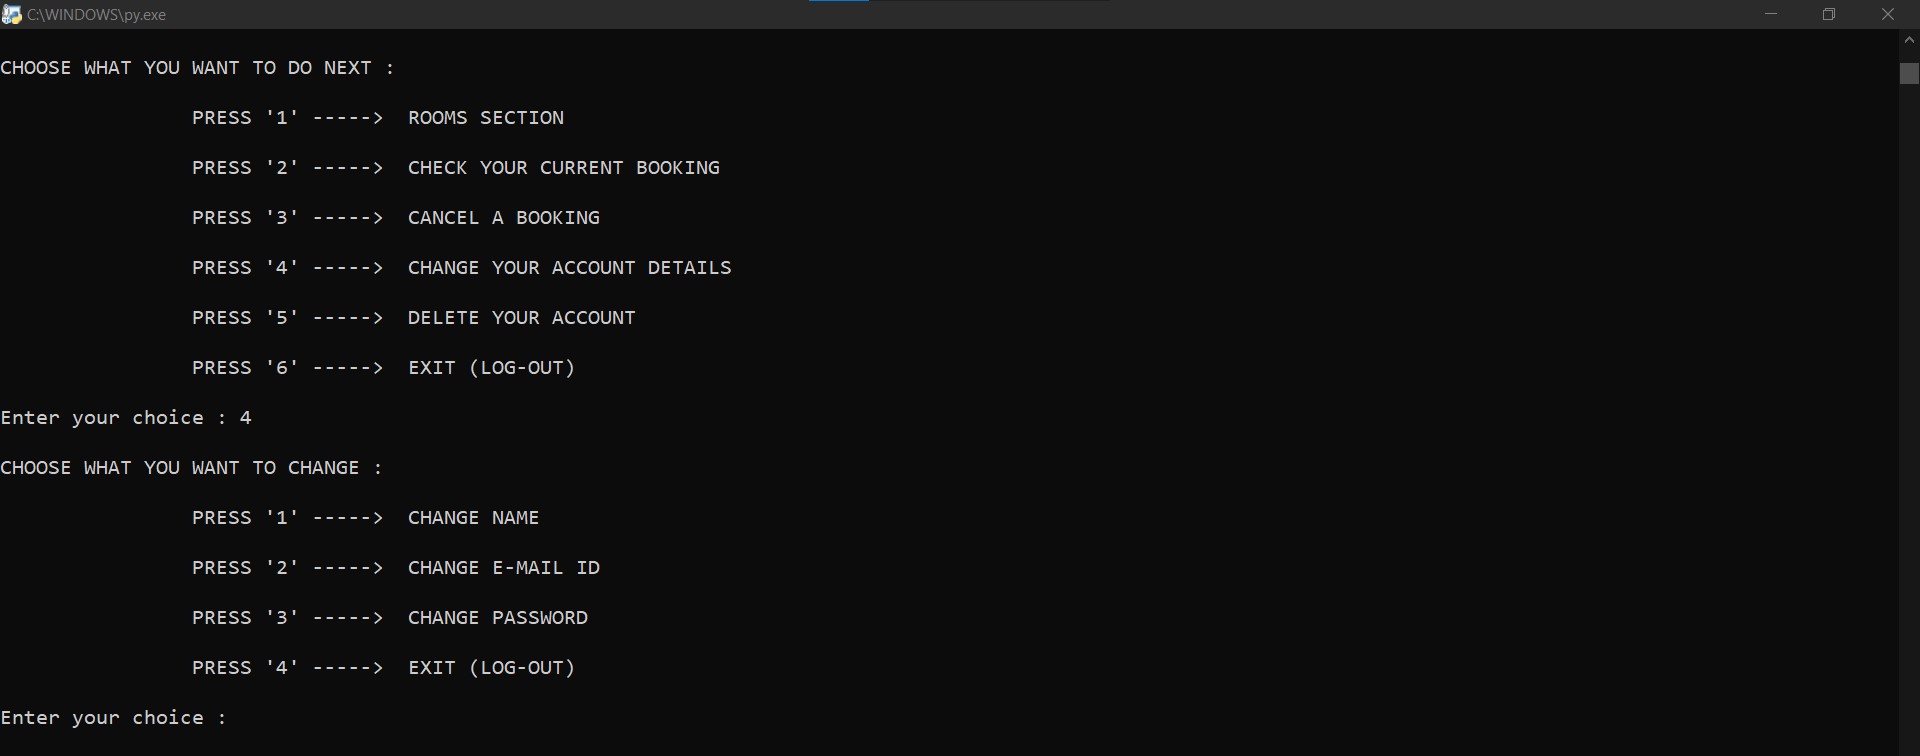 C:\WINDOWS\py.exe
CHOOSE WHAT YOU WANT TO DO NEXT :
PRESS '1' ----->  ROOMS SECTION
PRESS '2' ----->  CHECK YOUR CURRENT BOOKING
PRESS '3' ----->  CANCEL A BOOKING
PRESS '4' ----->  CHANGE YOUR ACCOUNT DETAILS
PRESS '5' ----->  DELETE YOUR ACCOUNT
PRESS '6' ----->  EXIT (LOG-OUT)
Enter your choice : 4
CHOOSE WHAT YOU WANT TO CHANGE :
PRESS '1' ----->  CHANGE NAME
PRESS '2' ----->  CHANGE E-MAIL ID
PRESS '3' ----->  CHANGE PASSWORD
PRESS '4' ----->  EXIT (LOG-OUT)
Enter your choice :